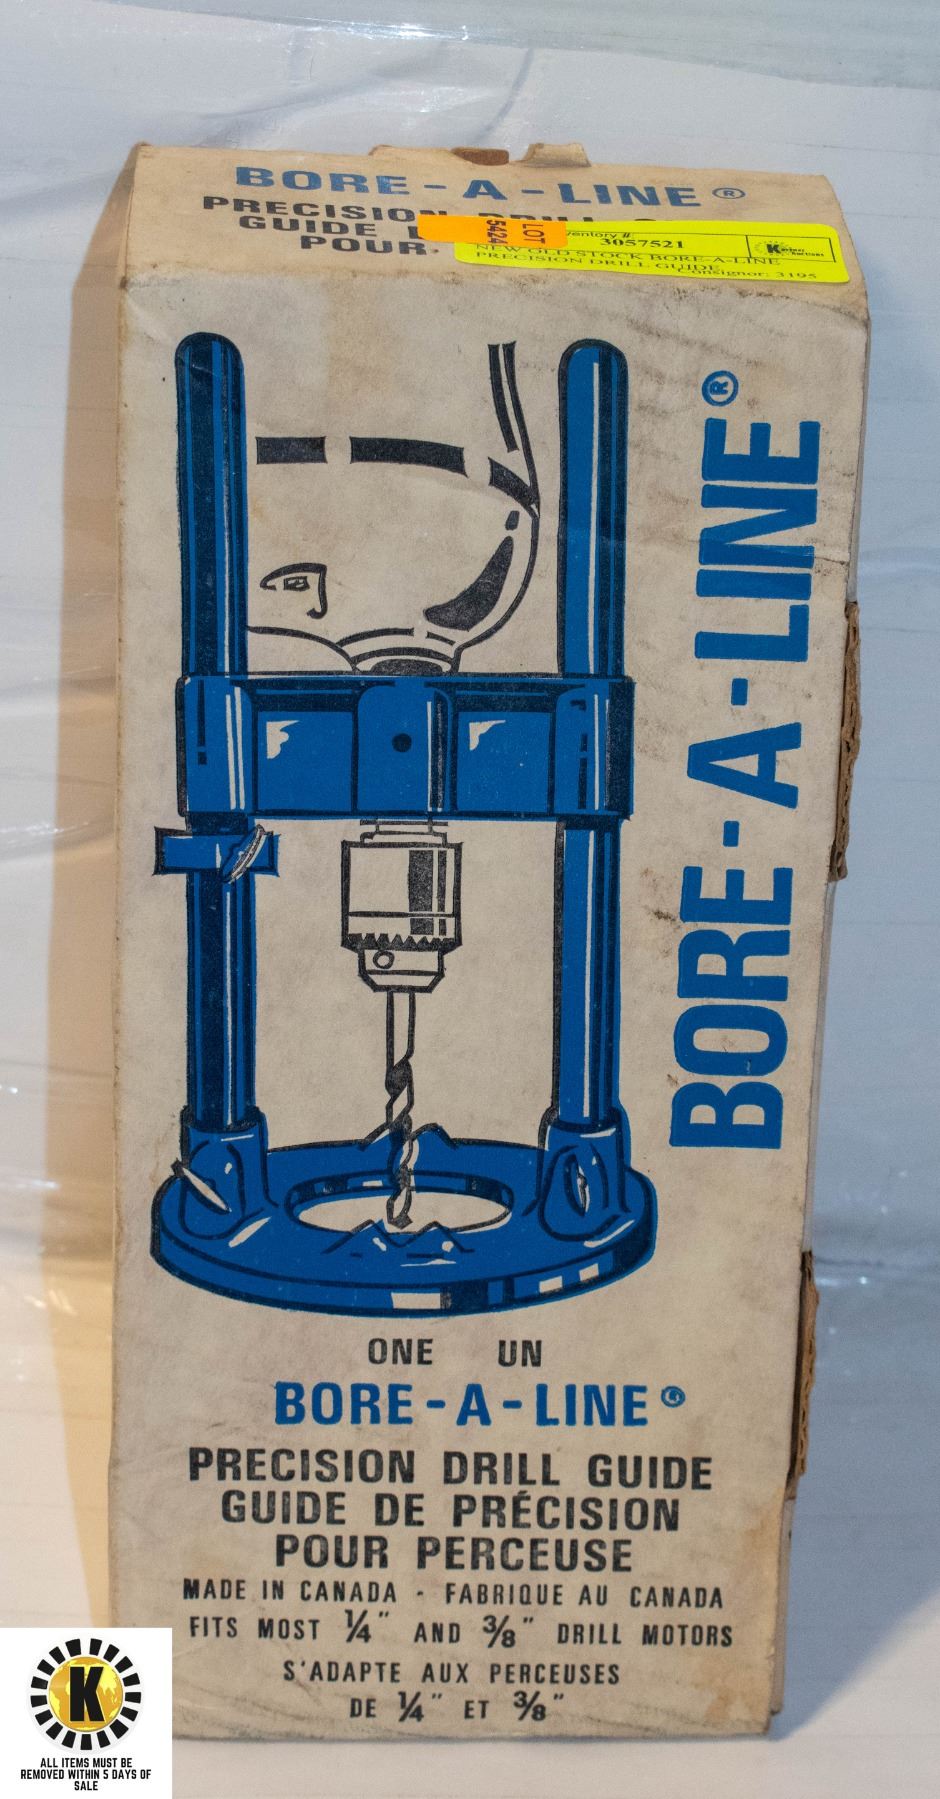 BORE-A-LINE®
PRECISION
GUIDE
POUR
LOT
5424
3057521
NEW OLD STOCK BORE-A-LINE
PRECISION DRILL GUIDE
Consignor: 3195
BORE-A-LINE®
ONE UN
BORE-A-LINE®
PRECISION DRILL GUIDE
GUIDE DE PRÉCISION
POUR PERCEUSE
MADE IN CANADA - FABRIQUE AU CANADA
FITS MOST ¼" AND ⅜" DRILL MOTORS
S'ADAPTE AUX PERCEUSES
DE ¼" ET ⅜"
K
ALL ITEMS MUST BE
REMOVED WITHIN 5 DAYS OF
SALE